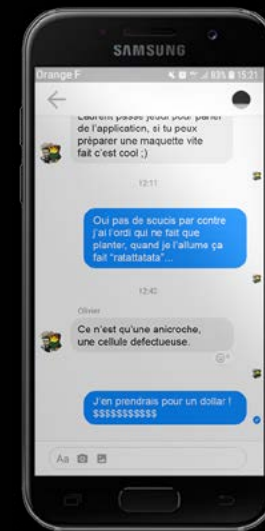 SAMSUNG
Orange F 93% 15:21
Laurent passe jeudi pour parler
de l'application, si tu peux
préparer une maquette vite
fait c'est cool ;)
12:11
Oui pas de soucis par contre
j'ai l'ordi qui ne fait que
planter, quand je l'allume ça
fait "ratattatata"...
12:42
Olivier
Ce n'est qu'une anicroche,
une cellule defectueuse.
J'en prendrais pour un dollar !
$$$$$$$$$$$
Aa